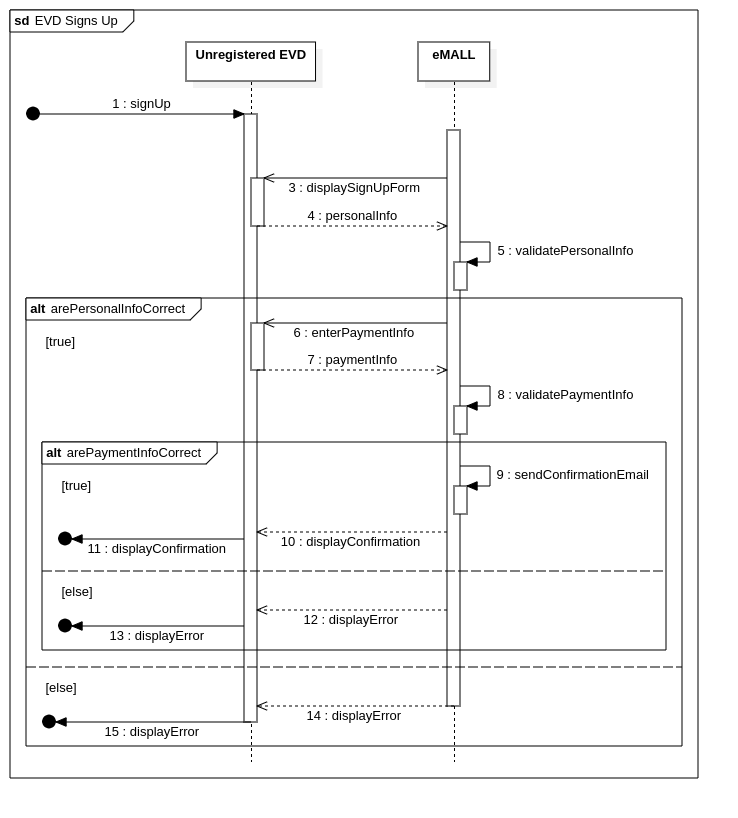 sd EVD Signs Up
Unregistered EVD
eMALL
1 : signUp
3 : displaySignUpForm
4 : personalInfo
5 : validatePersonalInfo
alt arePersonalInfoCorrect
6 : enterPaymentInfo
[true]
7 : paymentInfo
8 : validatePaymentInfo
alt arePaymentInfoCorrect
9 : sendConfirmationEmail
[true]
10 : displayConfirmation
11 : displayConfirmation
[else]
12 : displayError
13 : displayError
[else]
14 : displayError
15 : displayError